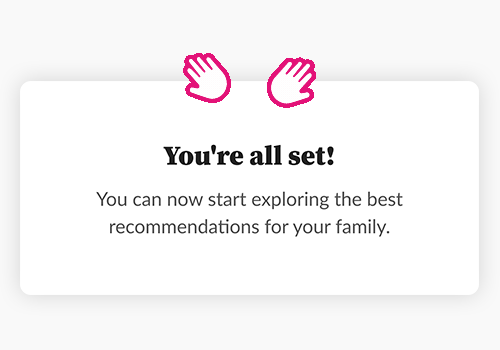 You're all set!
You can now start exploring the best
recommendations for your family.